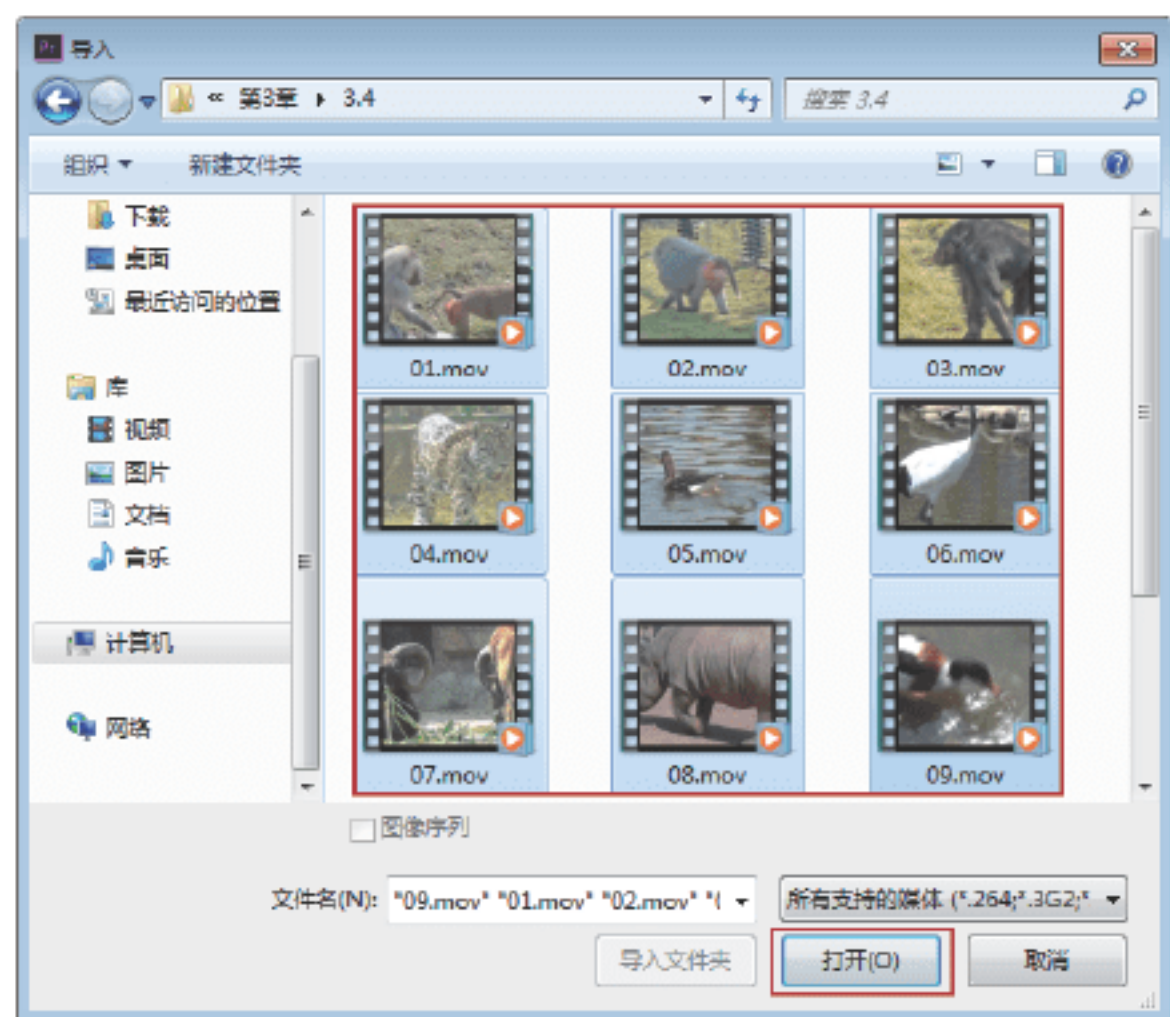 Pr 导入
« 第3章 ▸ 3.4
搜索 3.4
组织 新建文件夹
下载
桌面
最近访问的位置
库
视频
图片
文档
音乐
计算机
网络
01.mov 02.mov 03.mov
04.mov 05.mov 06.mov
07.mov 08.mov 09.mov
图像序列
文件名(N): "09.mov" "01.mov" "02.mov" "( 所有支持的媒体 (*.264;*.3G2;*
导入文件夹 打开(O) 取消